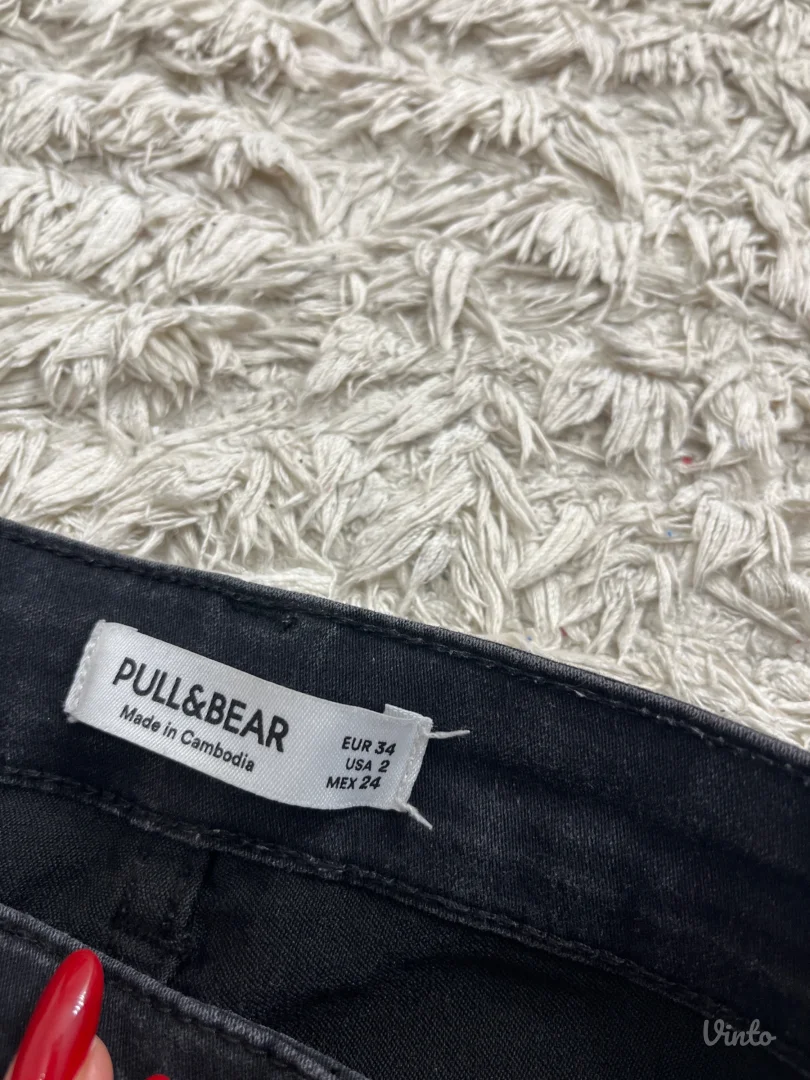 PULL&BEAR
Made in Cambodia
EUR 34
USA 2
MEX 24
Vinto